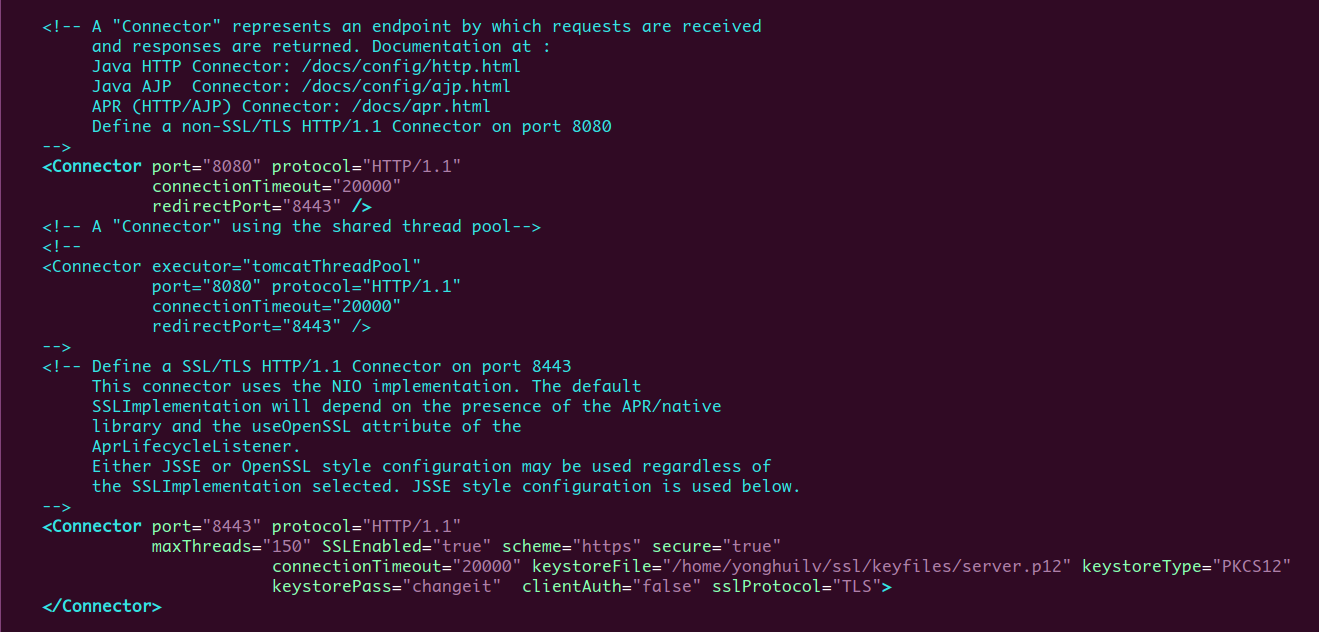 <!-- A "Connector" represents an endpoint by which requests are received
and responses are returned. Documentation at :
Java HTTP Connector: /docs/config/http.html
Java AJP  Connector: /docs/config/ajp.html
APR (HTTP/AJP) Connector: /docs/apr.html
Define a non-SSL/TLS HTTP/1.1 Connector on port 8080
-->
<Connector port="8080" protocol="HTTP/1.1"
connectionTimeout="20000"
redirectPort="8443" />
<!-- A "Connector" using the shared thread pool-->
<!--
<Connector executor="tomcatThreadPool"
port="8080" protocol="HTTP/1.1"
connectionTimeout="20000"
redirectPort="8443" />
-->
<!-- Define a SSL/TLS HTTP/1.1 Connector on port 8443
This connector uses the NIO implementation. The default
SSLImplementation will depend on the presence of the APR/native
library and the useOpenSSL attribute of the
AprLifecycleListener.
Either JSSE or OpenSSL style configuration may be used regardless of
the SSLImplementation selected. JSSE style configuration is used below.
-->
<Connector port="8443" protocol="HTTP/1.1"
maxThreads="150" SSLEnabled="true" scheme="https" secure="true"
connectionTimeout="20000" keystoreFile="/home/yonghuilv/ssl/keyfiles/server.p12" keystoreType="PKCS12"
keystorePass="changeit"  clientAuth="false" sslProtocol="TLS">
</Connector>